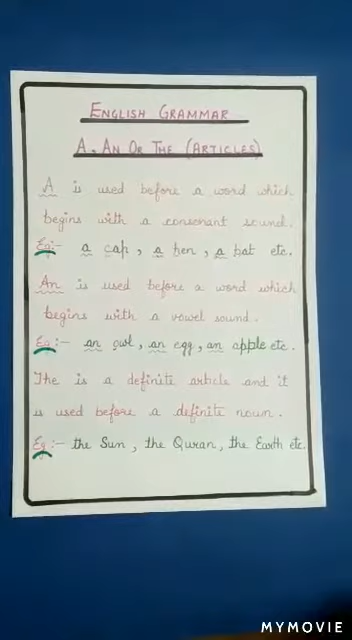 ENGLISH GRAMMAR
A, AN OR THE (ARTICLES)
A is used before a word which
begins with a consonant sound.
Eg:- a cap, a hen, a bat etc.
An is used before a word which
begins with a vowel sound.
Eg:- an owl, an egg, an apple etc.
The is a definite article and it
is used before a definite noun.
Eg:- the Sun, the Quran, the Earth etc.
MYMOVIE